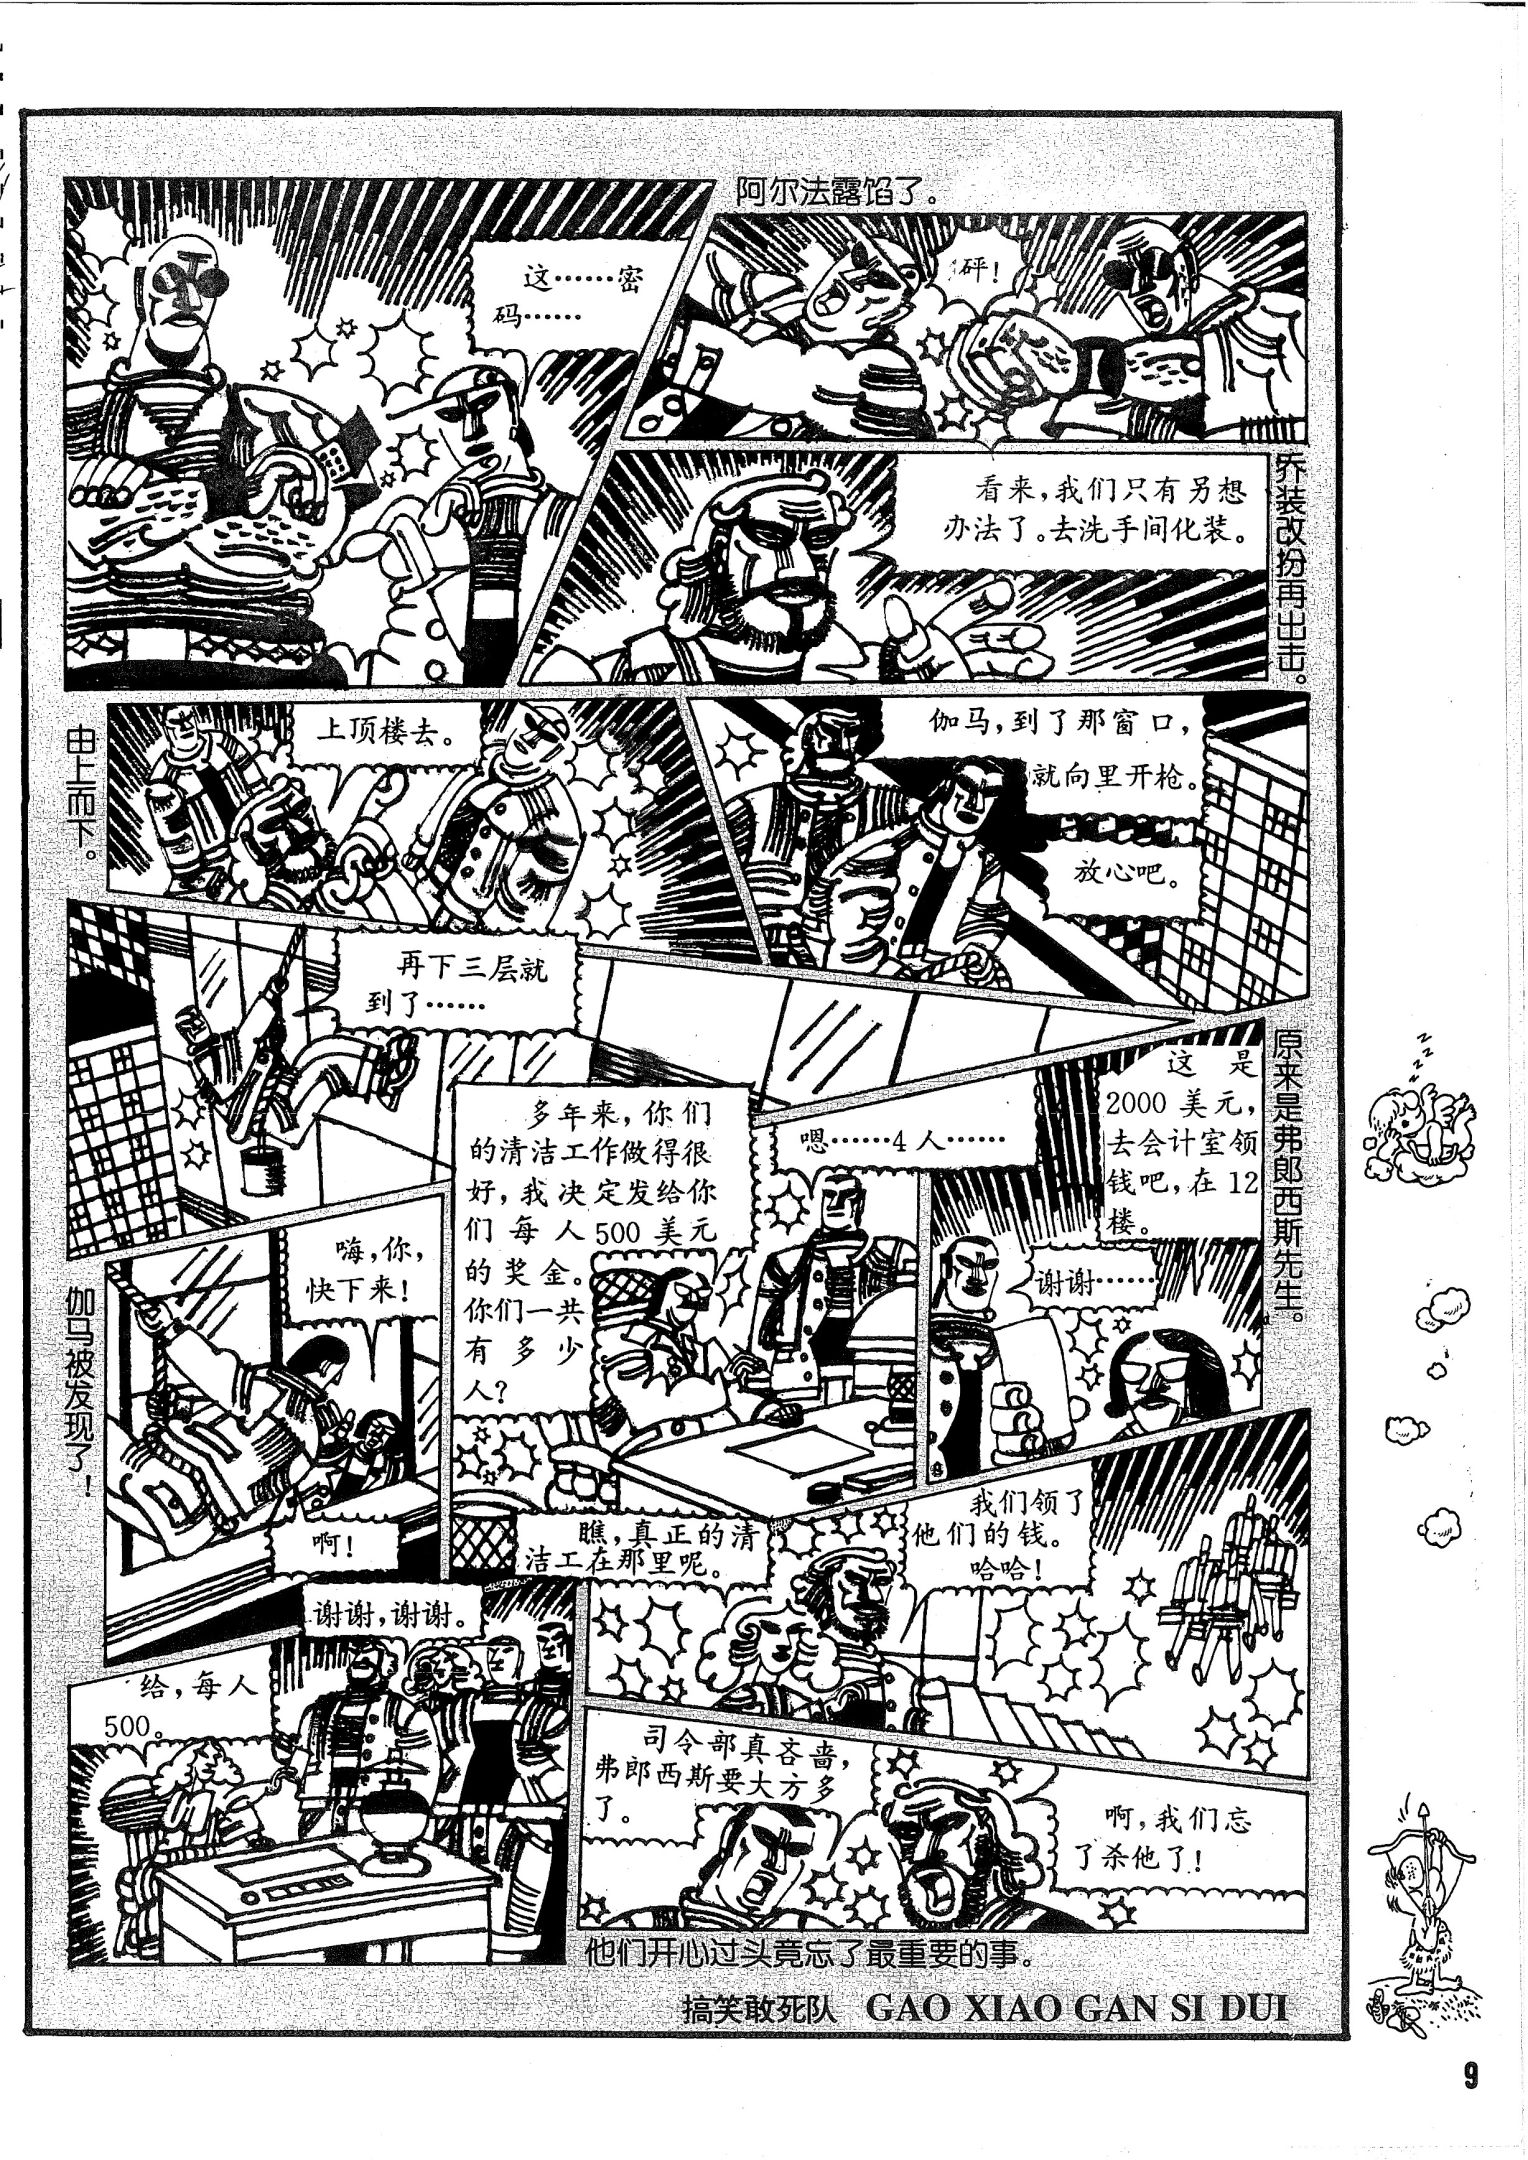 这……密
码……
阿尔法露馅了。
砰!
看来,我们只有另想
办法了。去洗手间化装。
乔装改扮再出击。
由上而下。
上顶楼去。
伽马,到了那窗口,
就向里开枪。
放心吧。
再下三层就
到了……
嗨,你,
快下来!
啊!
伽马被发现了!
多年来,你们
的清洁工作做得很
好,我决定发给你
们每人500美元
的奖金。
你们一共
有多少
人?
嗯……4人……
这是
2000美元,
去会计室领
钱吧,在12
楼。
谢谢……
原来是弗郎西斯先生。
给,每人
500。
谢谢,谢谢。
瞧,真正的清
洁工在那里呢。
我们领了
他们的钱。
哈哈!
司令部真吝啬,
弗郎西斯要大方多
了。
啊,我们忘
了杀他了!
他们开心过头竟忘了最重要的事。
搞笑敢死队 GAO XIAO GAN SI DUI
z
z
z
z
9